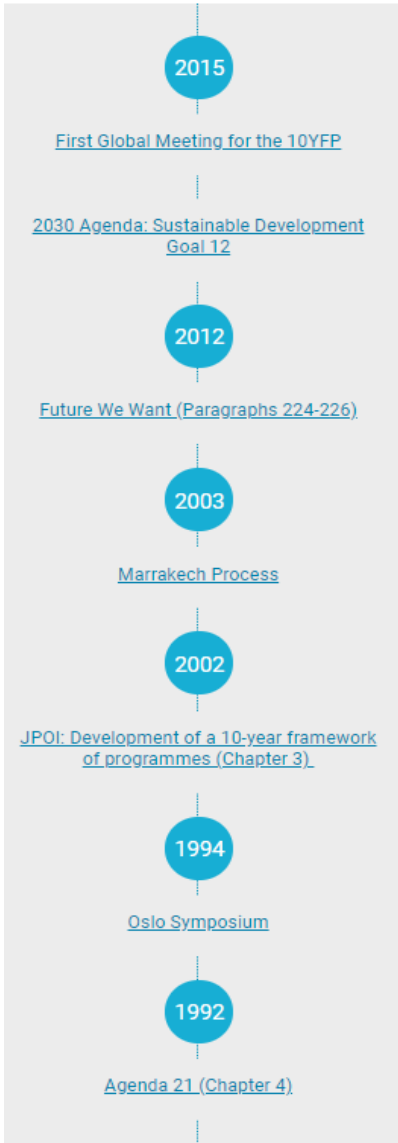 2015
First Global Meeting for the 10YFP
2030 Agenda: Sustainable Development
Goal 12
2012
Future We Want (Paragraphs 224-226)
2003
Marrakech Process
2002
JPOI: Development of a 10-year framework
of programmes (Chapter 3)
1994
Oslo Symposium
1992
Agenda 21 (Chapter 4)